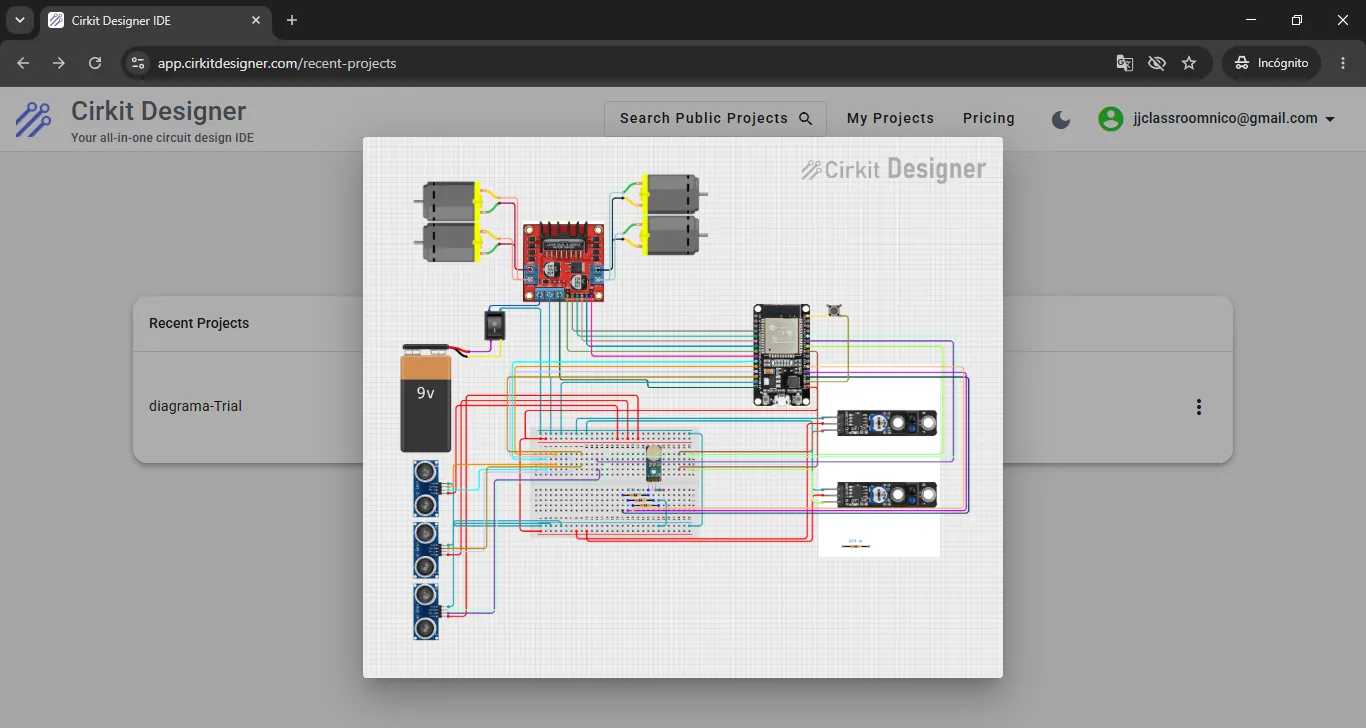 Cirkit Designer IDE
app.cirkitdesigner.com/recent-projects
Incógnito
Cirkit Designer
Your all-in-one circuit design IDE
Search Public Projects
My Projects
Pricing
jjclassroomnico@gmail.com
Cirkit Designer
Recent Projects
9v
diagrama-Trial